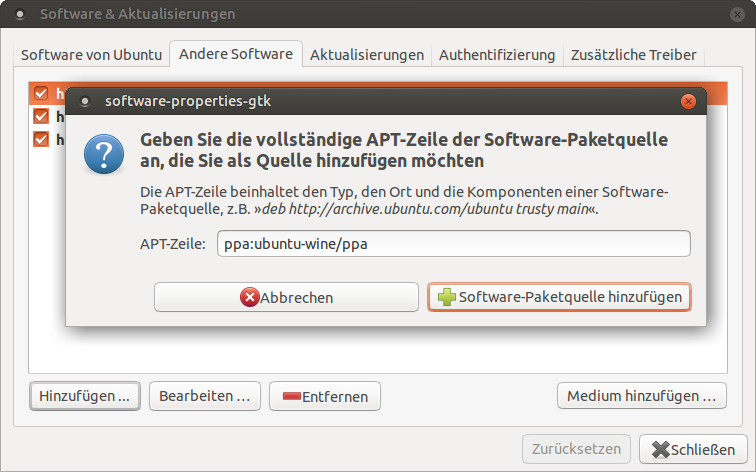 Software & Aktualisierungen
Software von Ubuntu Andere Software Aktualisierungen Authentifizierung Zusätzliche Treiber
software-properties-gtk
Geben Sie die vollständige APT-Zeile der Software-Paketquelle
an, die Sie als Quelle hinzufügen möchten
Die APT-Zeile beinhaltet den Typ, den Ort und die Komponenten einer Software-
Paketquelle, z.B. »deb http://archive.ubuntu.com/ubuntu trusty main«.
APT-Zeile: ppa:ubuntu-wine/ppa
Abbrechen Software-Paketquelle hinzufügen
Hinzufügen ... Bearbeiten ... Entfernen Medium hinzufügen ...
Zurücksetzen Schließen